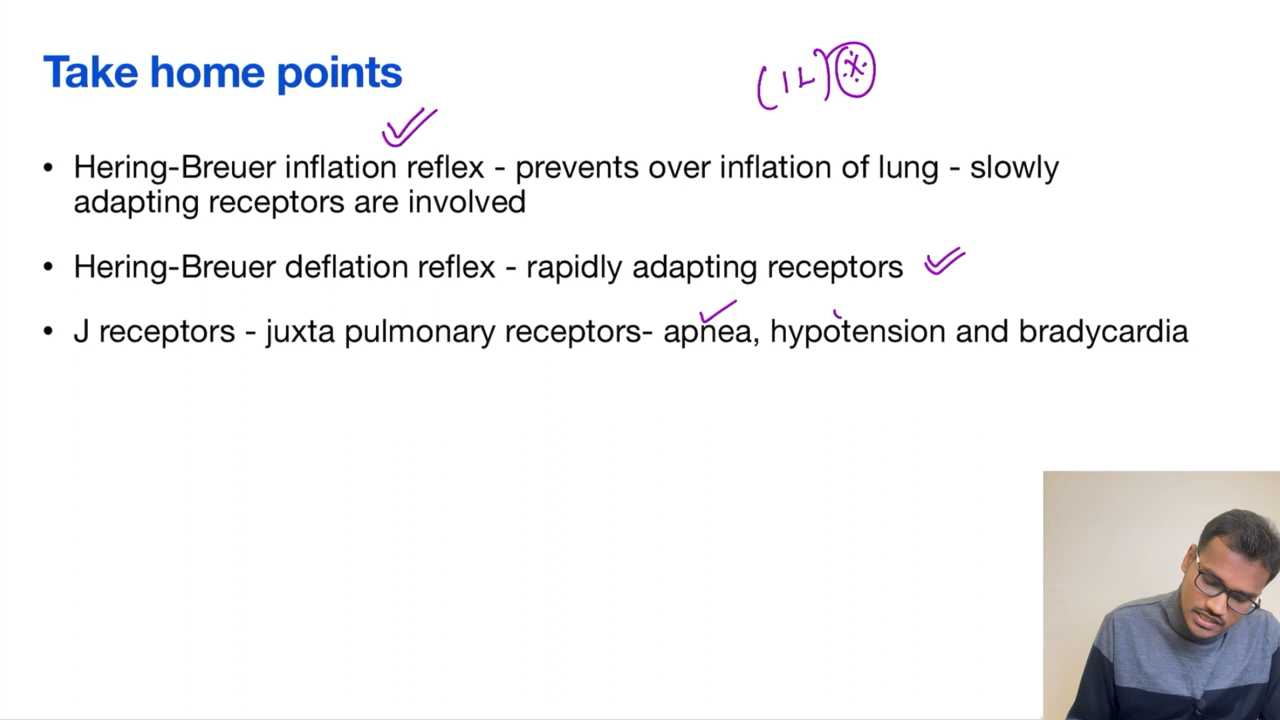 Take home points
(1L)
• Hering-Breuer inflation reflex - prevents over inflation of lung - slowly
adapting receptors are involved
• Hering-Breuer deflation reflex - rapidly adapting receptors
• J receptors - juxta pulmonary receptors- apnea, hypotension and bradycardia